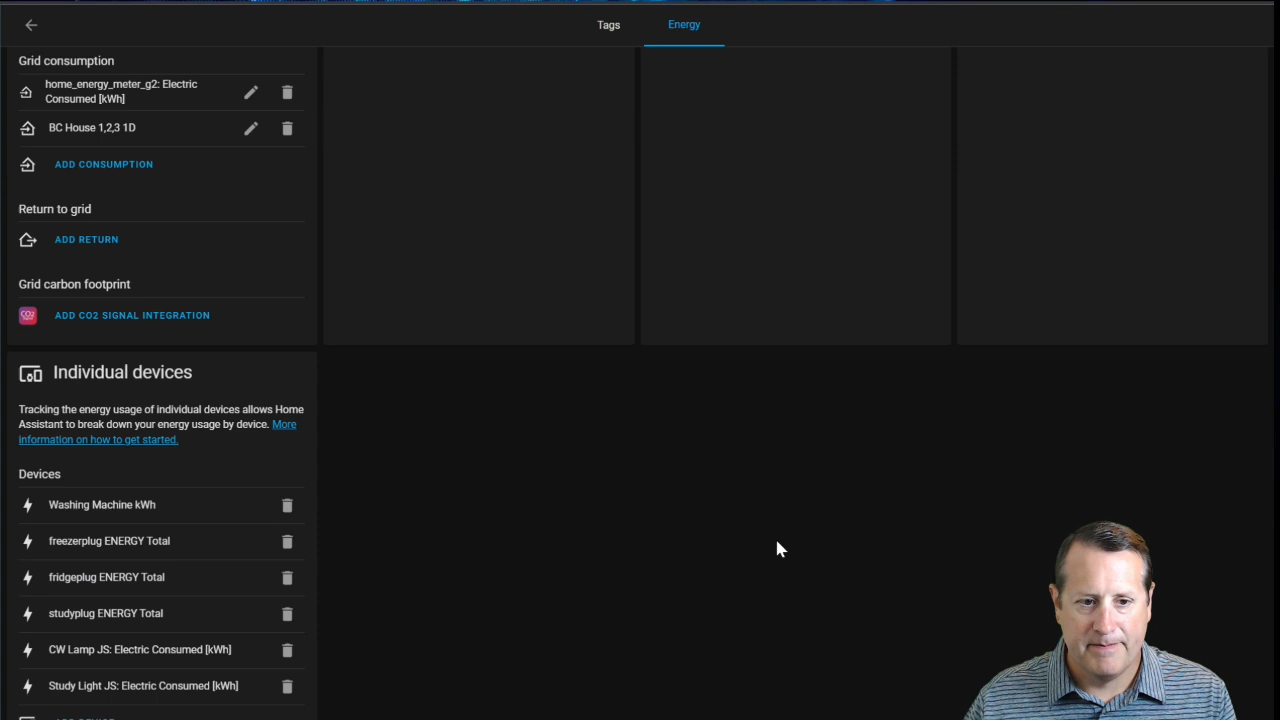 Tags
Energy
Grid consumption
home_energy_meter_g2: Electric
Consumed [kWh]
BC House 1,2,3 1D
ADD CONSUMPTION
Return to grid
ADD RETURN
Grid carbon footprint
CO2
ADD CO2 SIGNAL INTEGRATION
Individual devices
Tracking the energy usage of individual devices allows Home
Assistant to break down your energy usage by device. More
information on how to get started.
Devices
Washing Machine kWh
freezerplug ENERGY Total
fridgeplug ENERGY Total
studyplug ENERGY Total
CW Lamp JS: Electric Consumed [kWh]
Study Light JS: Electric Consumed [kWh]